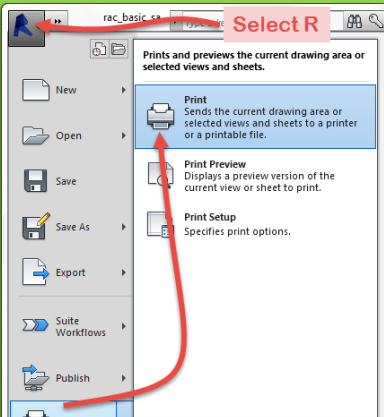 rac_basic_sa
Select R
Prints and previews the current drawing area or
selected views and sheets.
New
Open
Save
Save As
Export
Suite
Workflows
Publish
Print
Sends the current drawing area or
selected views and sheets to a printer
or a printable file.
Print Preview
Displays a preview version of the
current view or sheet to print.
Print Setup
Specifies print options.